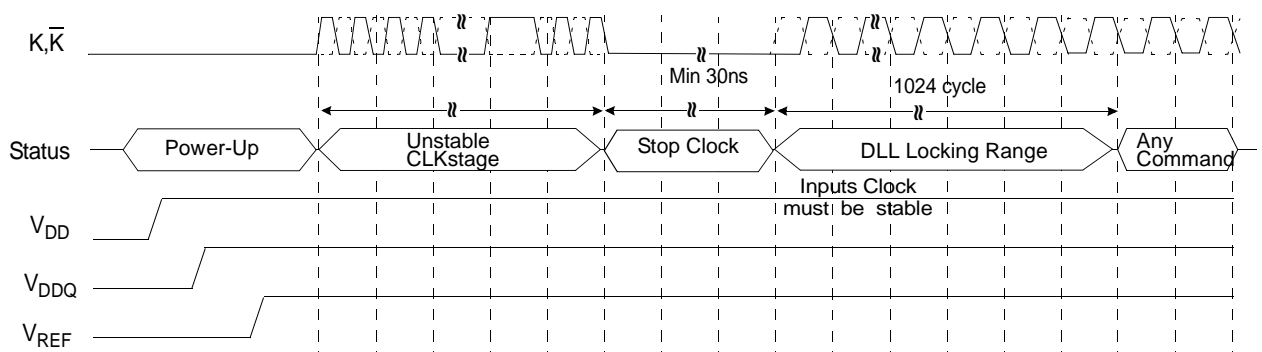 K,K̅
Min 30ns
1024 cycle
Status
Power-Up
Unstable
CLKstage
Stop Clock
DLL Locking Range
Any
Command
Inputs Clock
must be stable
VDD
VDDQ
VREF